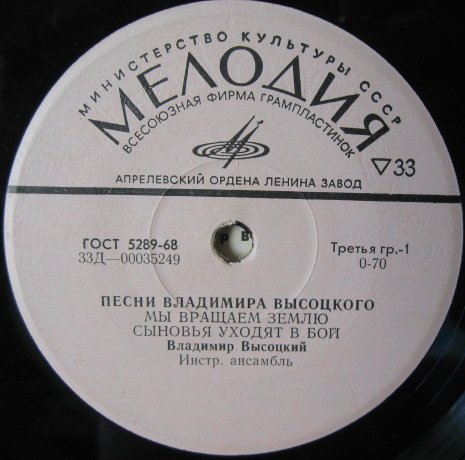 МИНИСТЕРСТВО КУЛЬТУРЫ СССР
МЕЛОДИЯ
ВСЕСОЮЗНАЯ ФИРМА ГРАМПЛАСТИНОК
▽33
АПРЕЛЕВСКИЙ ОРДЕНА ЛЕНИНА ЗАВОД
ГОСТ 5289-68
33Д—00035249
Р В
Третья гр.-1
0-70
ПЕСНИ ВЛАДИМИРА ВЫСОЦКОГО
МЫ ВРАЩАЕМ ЗЕМЛЮ
СЫНОВЬЯ УХОДЯТ В БОЙ
Владимир Высоцкий
Инстр. ансамбль